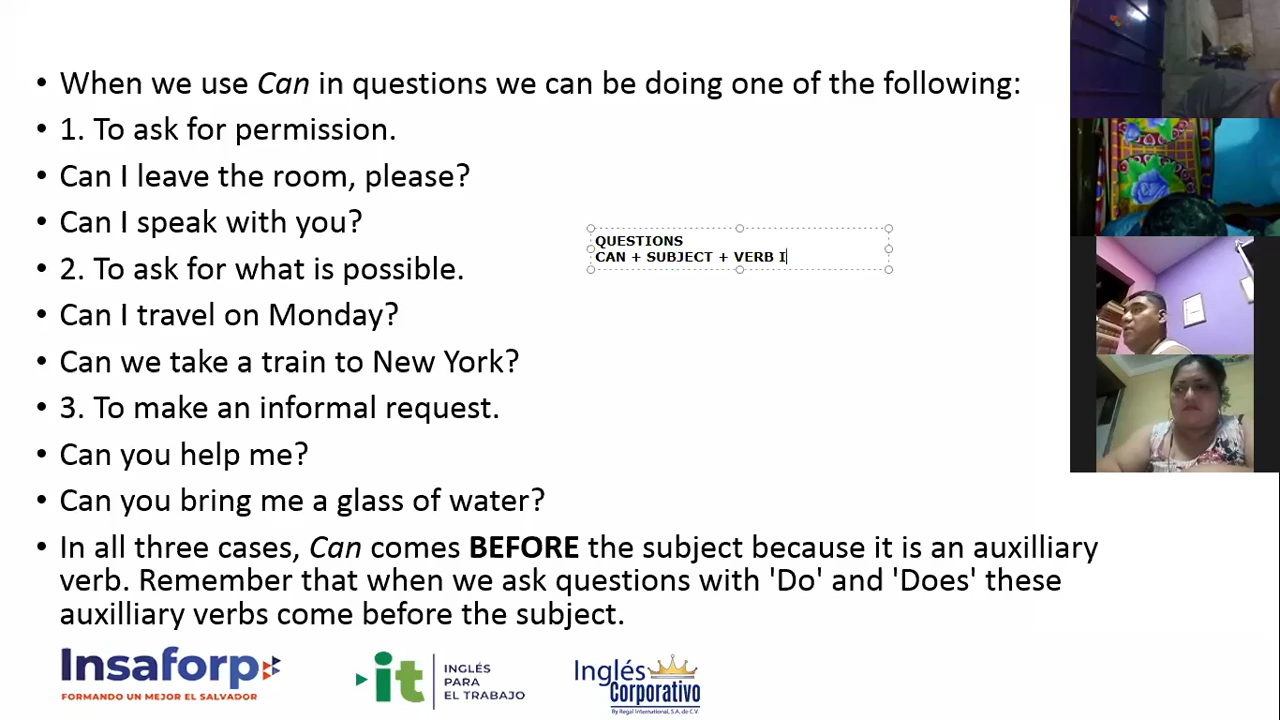 • When we use Can in questions we can be doing one of the following:
• 1. To ask for permission.
• Can I leave the room, please?
• Can I speak with you?
QUESTIONS
CAN + SUBJECT + VERB I
• 2. To ask for what is possible.
• Can I travel on Monday?
• Can we take a train to New York?
• 3. To make an informal request.
• Can you help me?
• Can you bring me a glass of water?
• In all three cases, Can comes BEFORE the subject because it is an auxilliary
verb. Remember that when we ask questions with 'Do' and 'Does' these
auxilliary verbs come before the subject.
Insaforp
FORMANDO UN MEJOR EL SALVADOR
it
INGLÉS
PARA
EL TRABAJO
Inglés
Corporativo
By Regal International, S.A. de C.V.